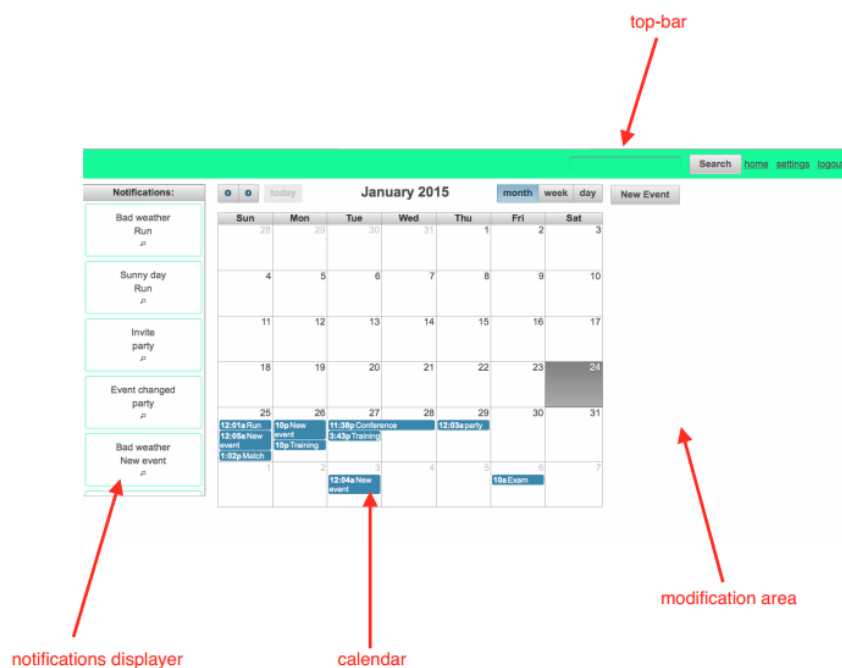 top-bar
Search home settings logout
Notifications:
today
January 2015
month week day
New Event
Bad weather
Run
Sunny day
Run
Invite
party
Event changed
party
Bad weather
New event
Sun Mon Tue Wed Thu Fri Sat
28 29 30 31 1 2 3
4 5 6 7 8 9 10
11 12 13 14 15 16 17
18 19 20 21 22 23 24
25 26 27 28 29 30 31
12:01a Run
12:05a New
event
1:02p Match
10p New
event
10p Training
11:38p Conference
3:43p Training
12:03a party
1 2 3 4 5 6 7
12:04a New
event
10a Exam
modification area
notifications displayer
calendar